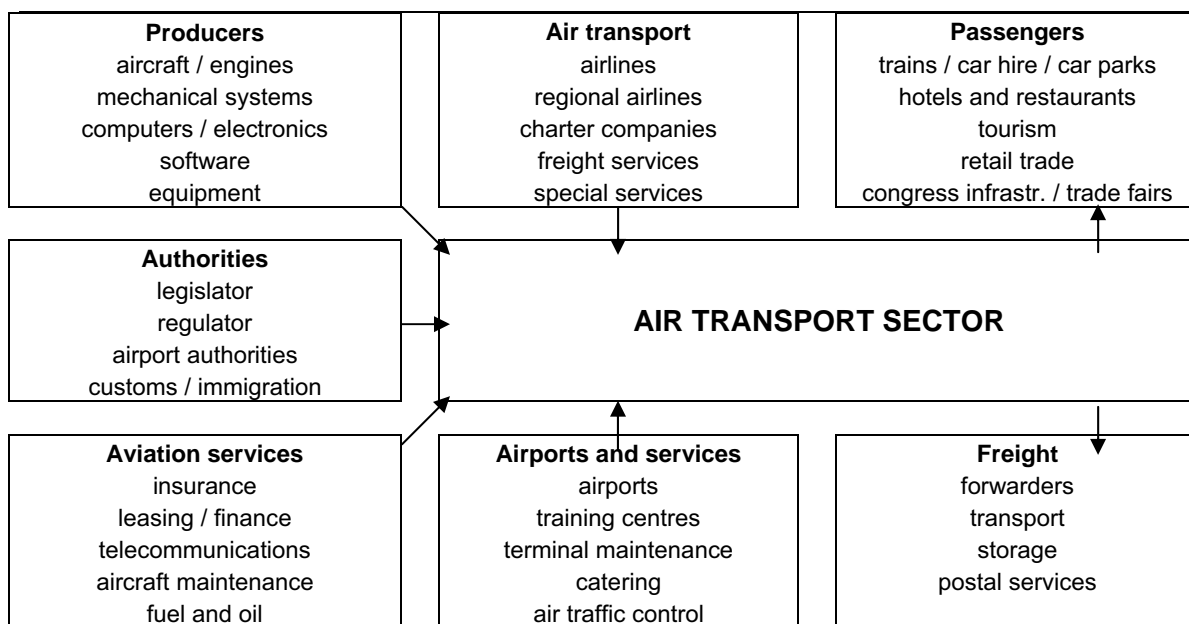 Producers
aircraft / engines
mechanical systems
computers / electronics
software
equipment
Air transport
airlines
regional airlines
charter companies
freight services
special services
Passengers
trains / car hire / car parks
hotels and restaurants
tourism
retail trade
congress infrastr. / trade fairs
Authorities
legislator
regulator
airport authorities
customs / immigration
AIR TRANSPORT SECTOR
Aviation services
insurance
leasing / finance
telecommunications
aircraft maintenance
fuel and oil
Airports and services
airports
training centres
terminal maintenance
catering
air traffic control
Freight
forwarders
transport
storage
postal services